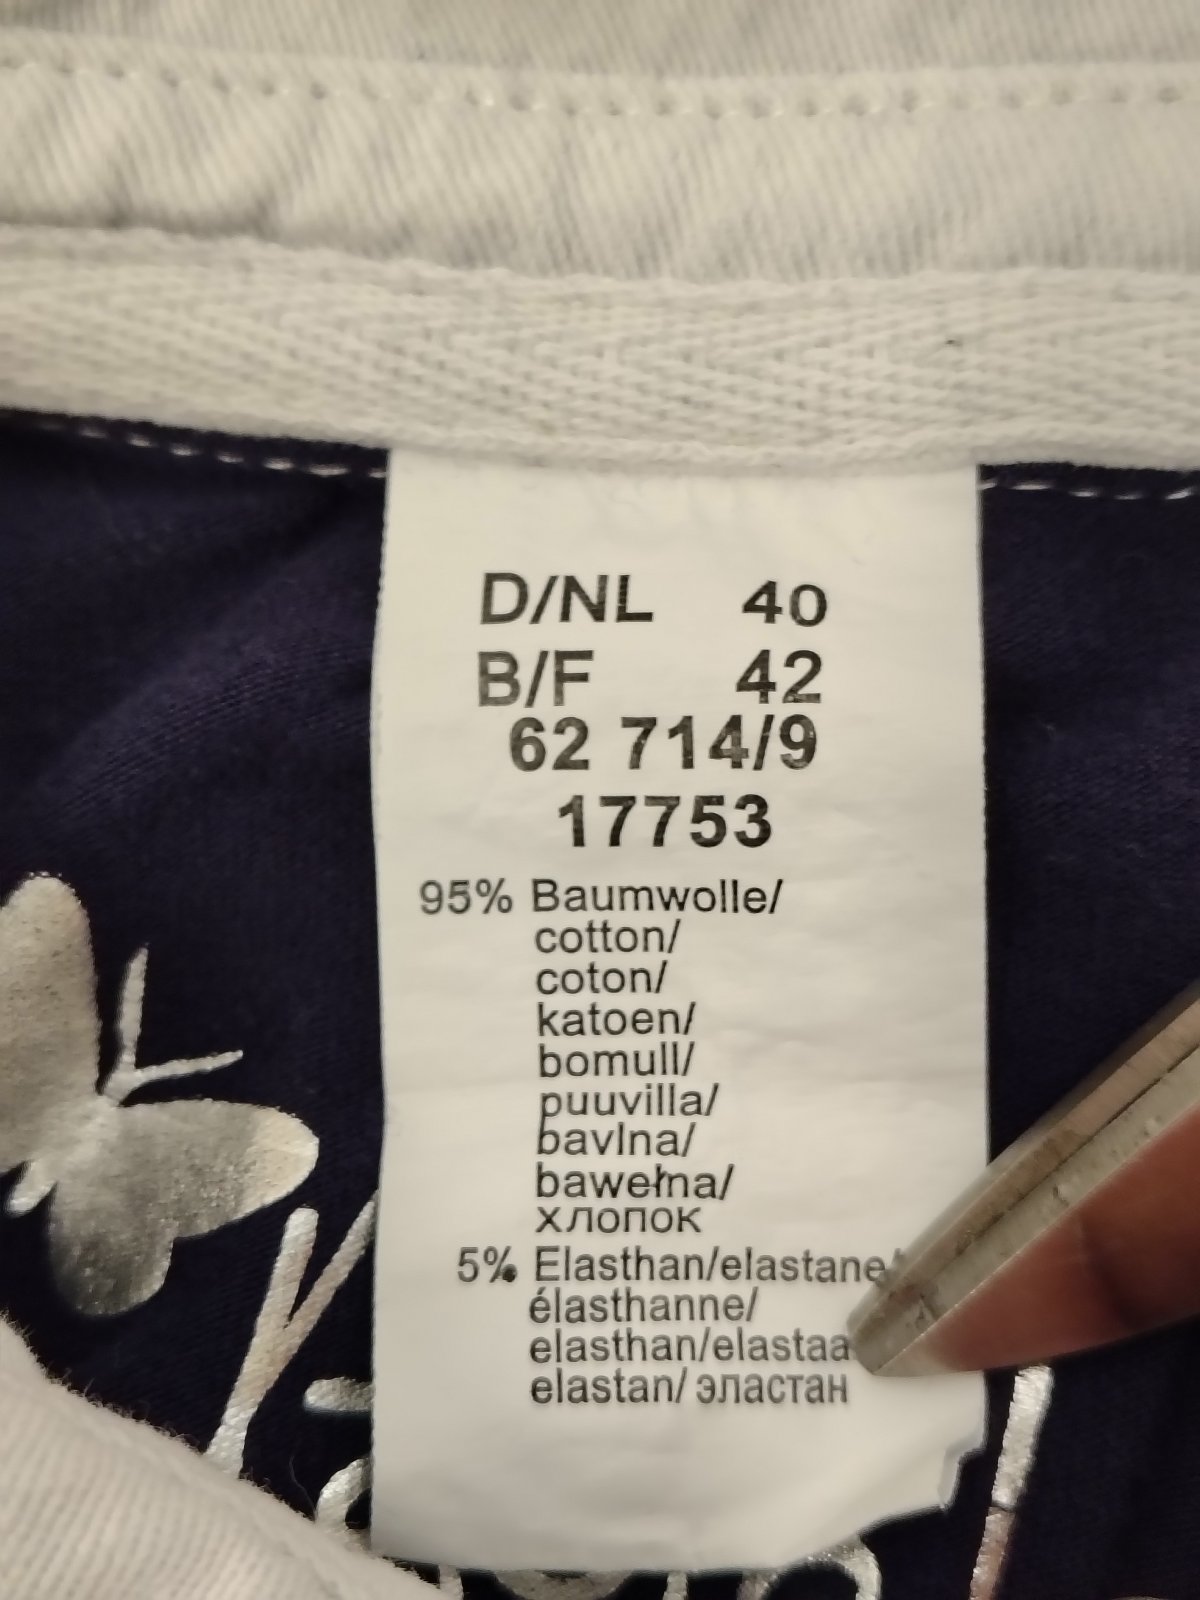 D/NL 40
B/F 42
62 714/9
17753
95% Baumwolle/
cotton/
coton/
katoen/
bomull/
puuvilla/
bavlna/
bawełna/
хлопок
5% Elasthan/elastane/
élasthanne/
elasthan/elastaa
elastan/ эластан